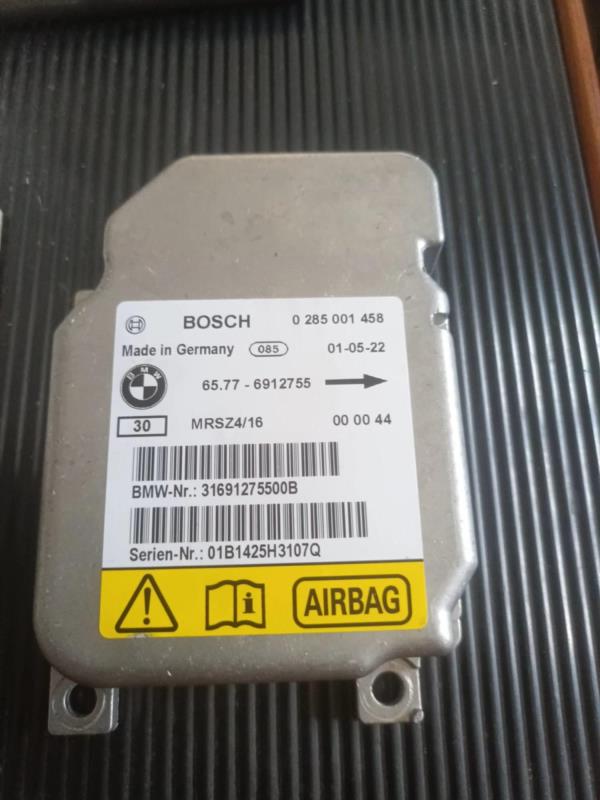 BOSCH 0 285 001 458
Made in Germany 085 01-05-22
BMW
65.77 - 6912755
30 MRSZ4/16 00 00 44
BMW-Nr.: 31691275500B
Serien-Nr.: 01B1425H3107Q
! i AIRBAG